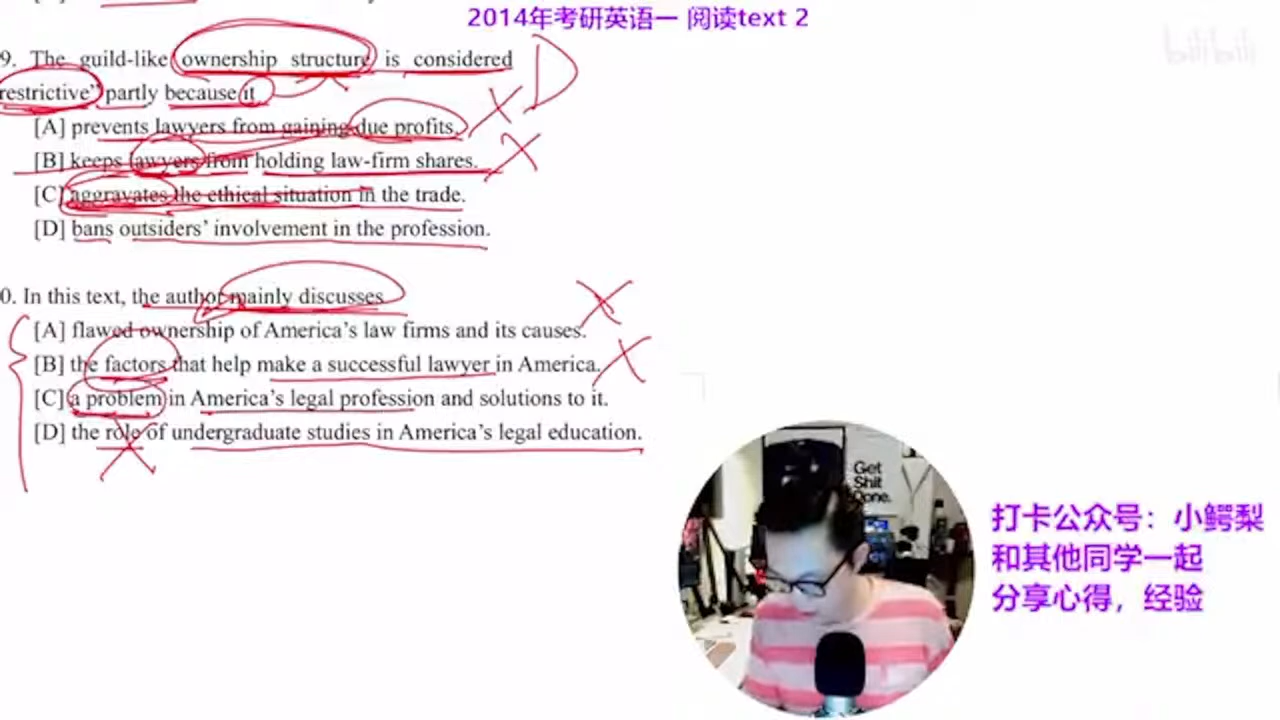 2014年考研英语一 阅读text 2
bilibili
9. The guild-like ownership structure is considered
restrictive" partly because it
D
[A] prevents lawyers from gaining due profits.
[B] keeps lawyers from holding law-firm shares.
[C] aggravates the ethical situation in the trade.
[D] bans outsiders' involvement in the profession.
0. In this text, the author mainly discusses
[A] flawed ownership of America's law firms and its causes.
[B] the factors that help make a successful lawyer in America.
[C] a problem in America's legal profession and solutions to it.
[D] the role of undergraduate studies in America's legal education.
Get
Shit
Done.
打卡公众号：小鳄梨
和其他同学一起
分享心得，经验